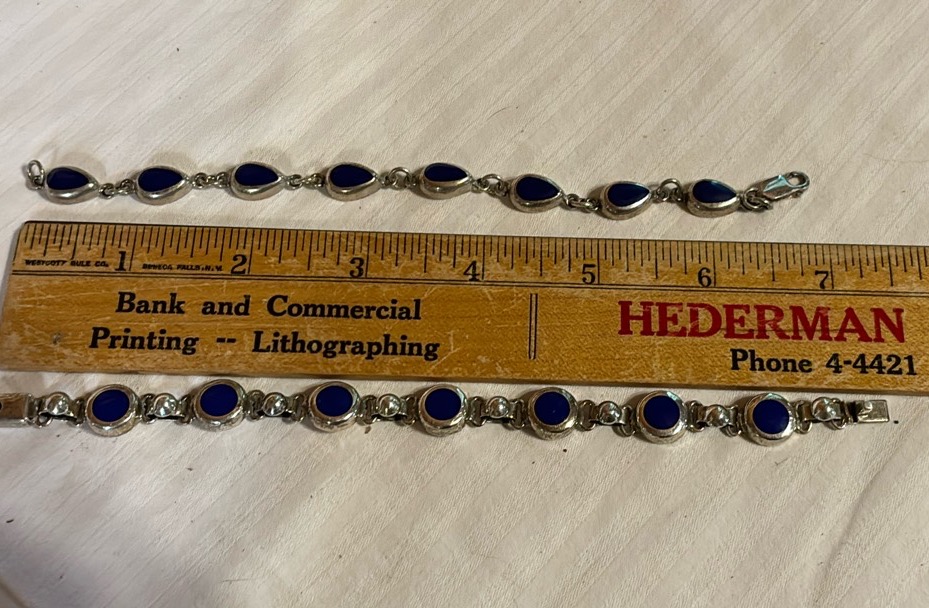 1 2 3 4 5 6 7
WESTCOTT RULE CO. SENECA FALLS, N.Y.
Bank and Commercial
Printing -- Lithographing
HEDERMAN
Phone 4-4421